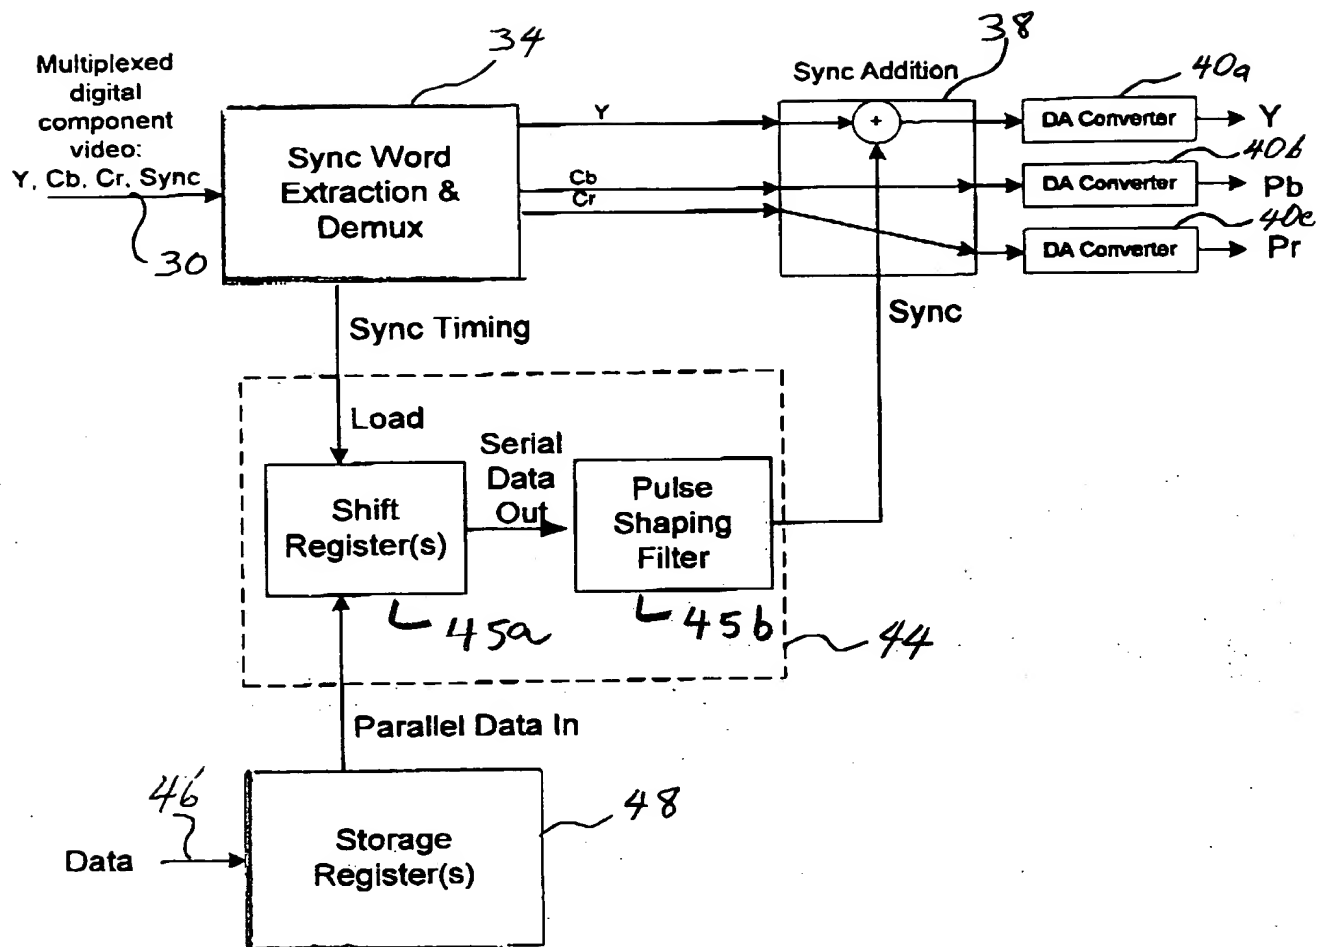 34
38
Multiplexed
digital
component
video:
Y, Cb, Cr, Sync
30
Sync Word
Extraction &
Demux
Y
Cb
Cr
Sync Addition
+
40a
DA Converter
Y
40b
DA Converter
Pb
40c
DA Converter
Pr
Sync Timing
Sync
Load
Serial
Data
Out
Shift
Register(s)
45a
Pulse
Shaping
Filter
45b
44
Parallel Data In
46
Data
Storage
Register(s)
48